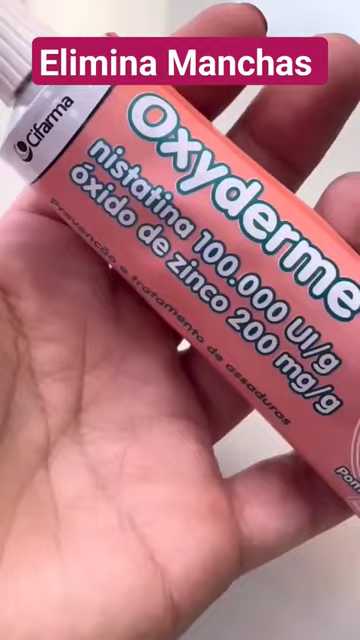 Elimina Manchas
Cifarma
Oxyderme
nistatina 100.000 UI/g
óxido de zinco 200 mg/g
Prevenção e tratamento de assaduras